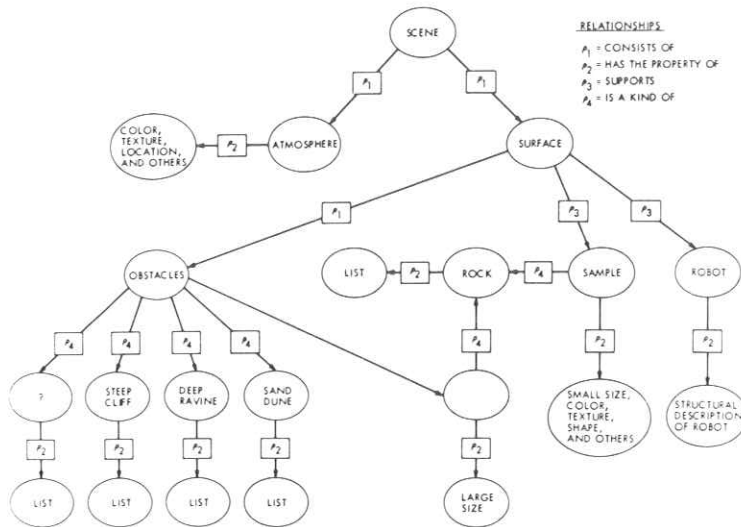 SCENE
RELATIONSHIPS
ρ1 = CONSISTS OF
ρ2 = HAS THE PROPERTY OF
ρ3 = SUPPORTS
ρ4 = IS A KIND OF
ρ1
ρ1
COLOR,
TEXTURE,
LOCATION,
AND OTHERS
ρ2
ATMOSPHERE
SURFACE
ρ1
ρ3
ρ3
OBSTACLES
LIST
ρ2
ROCK
ρ4
SAMPLE
ROBOT
ρ4
ρ4
ρ4
ρ4
ρ4
ρ2
ρ2
?
STEEP
CLIFF
DEEP
RAVINE
SAND
DUNE
SMALL SIZE,
COLOR,
TEXTURE,
SHAPE,
AND OTHERS
STRUCTURAL
DESCRIPTION
OF ROBOT
ρ2
ρ2
ρ2
ρ2
ρ2
LIST
LIST
LIST
LIST
LARGE
SIZE